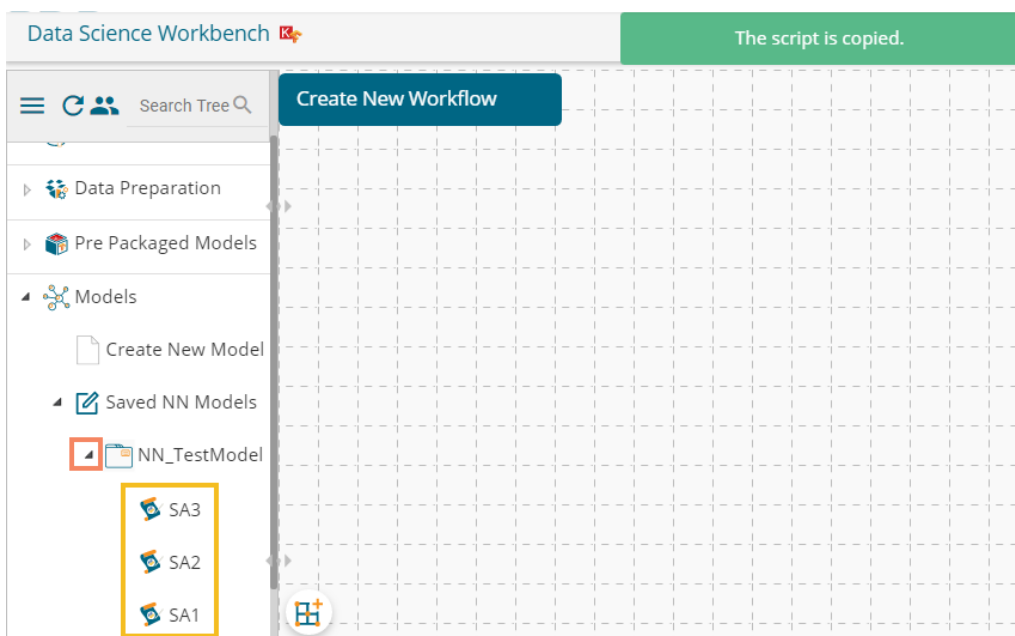 Data Science Workbench K
The script is copied.
Search Tree
Create New Workflow
Data Preparation
Pre Packaged Models
Models
Create New Model
Saved NN Models
NN_TestModel
SA3
SA2
SA1